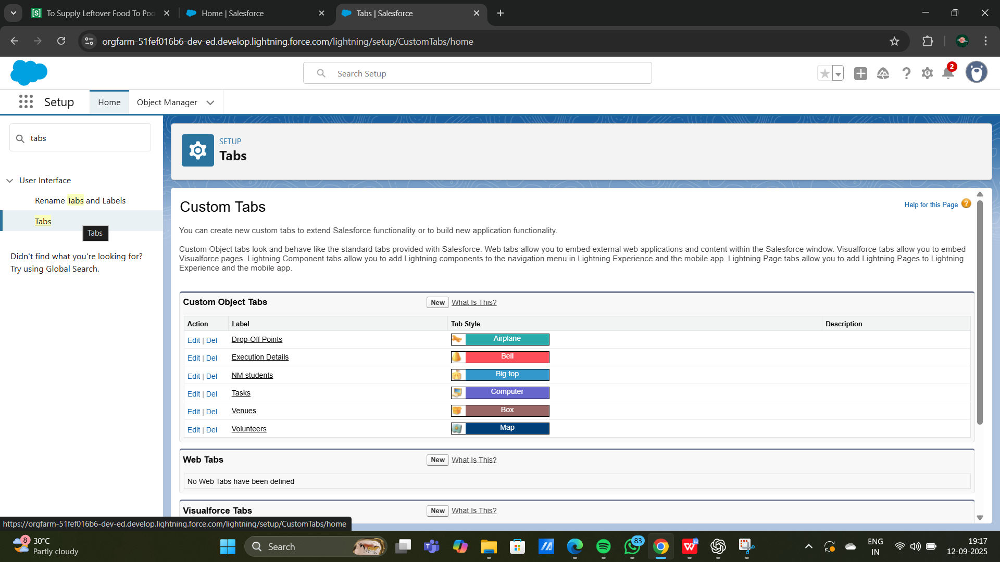 To Supply Leftover Food To Poo
Home | Salesforce
Tabs | Salesforce
orgfarm-51fef016b6-dev-ed.develop.lightning.force.com/lightning/setup/CustomTabs/home
Search Setup
2
Setup
Home
Object Manager
tabs
User Interface
Rename Tabs and Labels
Tabs
Tabs
Didn't find what you're looking for?
Try using Global Search.
SETUP
Tabs
Custom Tabs
Help for this Page
You can create new custom tabs to extend Salesforce functionality or to build new application functionality.
Custom Object tabs look and behave like the standard tabs provided with Salesforce. Web tabs allow you to embed external web applications and content within the Salesforce window. Visualforce tabs allow you to embed
Visualforce pages. Lightning Component tabs allow you to add Lightning components to the navigation menu in Lightning Experience and the mobile app. Lightning Page tabs allow you to add Lightning Pages to Lightning
Experience and the mobile app.
Custom Object Tabs
New
What Is This?
Action Label Tab Style Description
Edit | Del Drop-Off Points Airplane
Edit | Del Execution Details Bell
Edit | Del NM students Big top
Edit | Del Tasks Computer
Edit | Del Venues Box
Edit | Del Volunteers Map
Web Tabs
New
What Is This?
No Web Tabs have been defined
Visualforce Tabs
New
What Is This?
https://orgfarm-51fef016b6-dev-ed.develop.lightning.force.com/lightning/setup/CustomTabs/home
8
30°C
Partly cloudy
Search
83
ENG
IN
19:17
12-09-2025